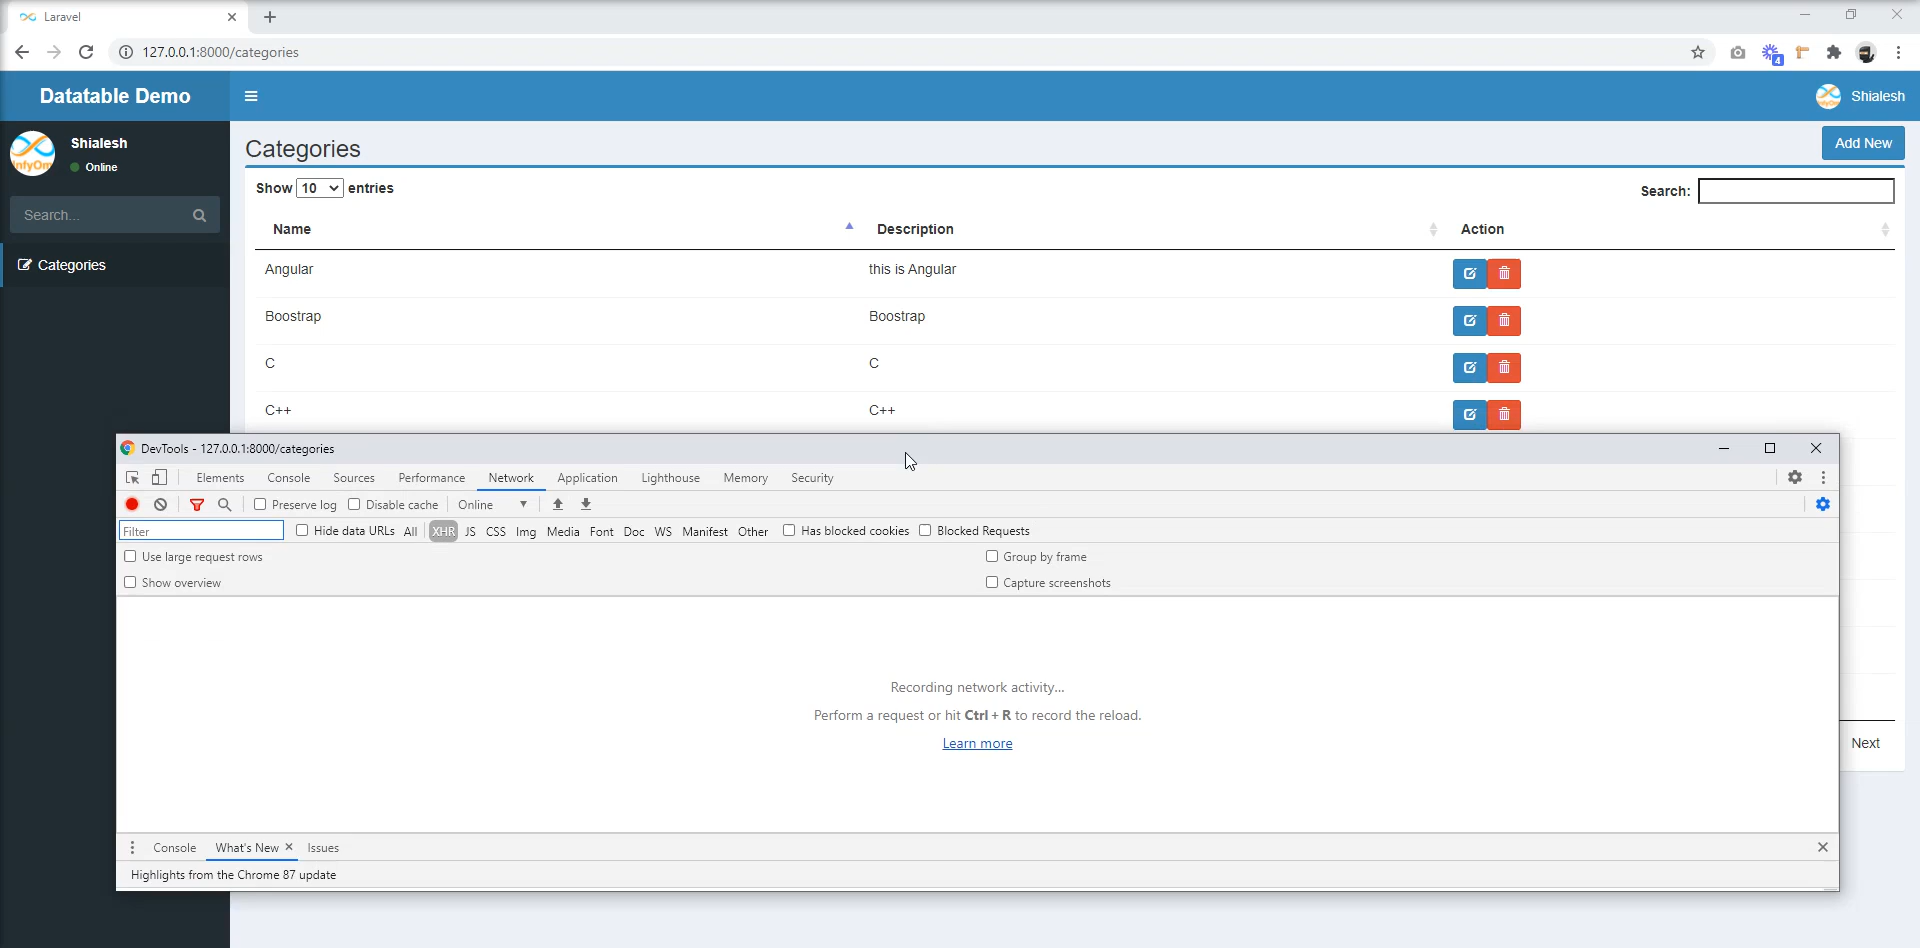 Laravel
127.0.0.1:8000/categories
4
Datatable Demo
Shialesh
InfyOm
Shialesh
Online
Search...
Categories
Categories
Add New
Show 10 entries
Search:
Name Description Action
Angular this is Angular
Boostrap Boostrap
C C
C++ C++
DevTools - 127.0.0.1:8000/categories
Elements Console Sources Performance Network Application Lighthouse Memory Security
Preserve log Disable cache Online
Filter Hide data URLs All XHR JS CSS Img Media Font Doc WS Manifest Other Has blocked cookies Blocked Requests
Use large request rows Group by frame
Show overview Capture screenshots
Recording network activity...
Perform a request or hit Ctrl + R to record the reload.
Learn more
Next
Console What's New Issues
Highlights from the Chrome 87 update